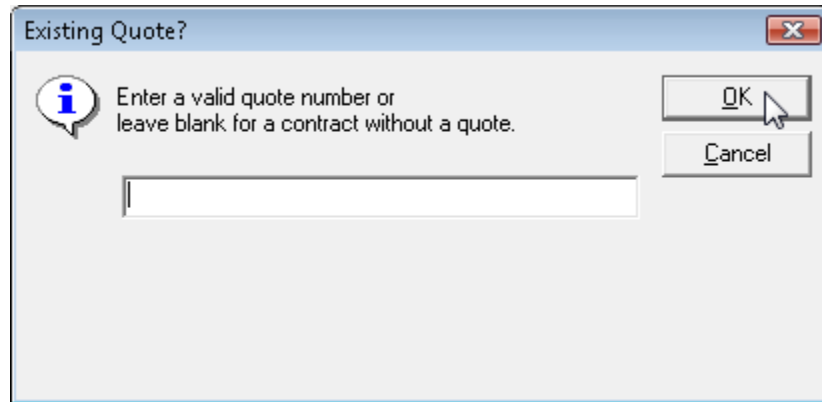 Existing Quote?
Enter a valid quote number or
leave blank for a contract without a quote.
OK
Cancel